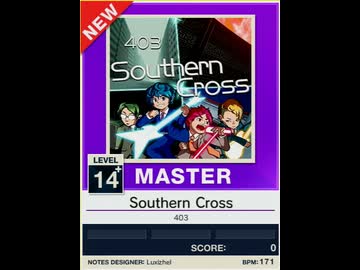 NEW
403
Southern
Cross
LEVEL
14+
MASTER
Southern Cross
403
SCORE: 0
NOTES DESIGNER: Luxizhel BPM: 171